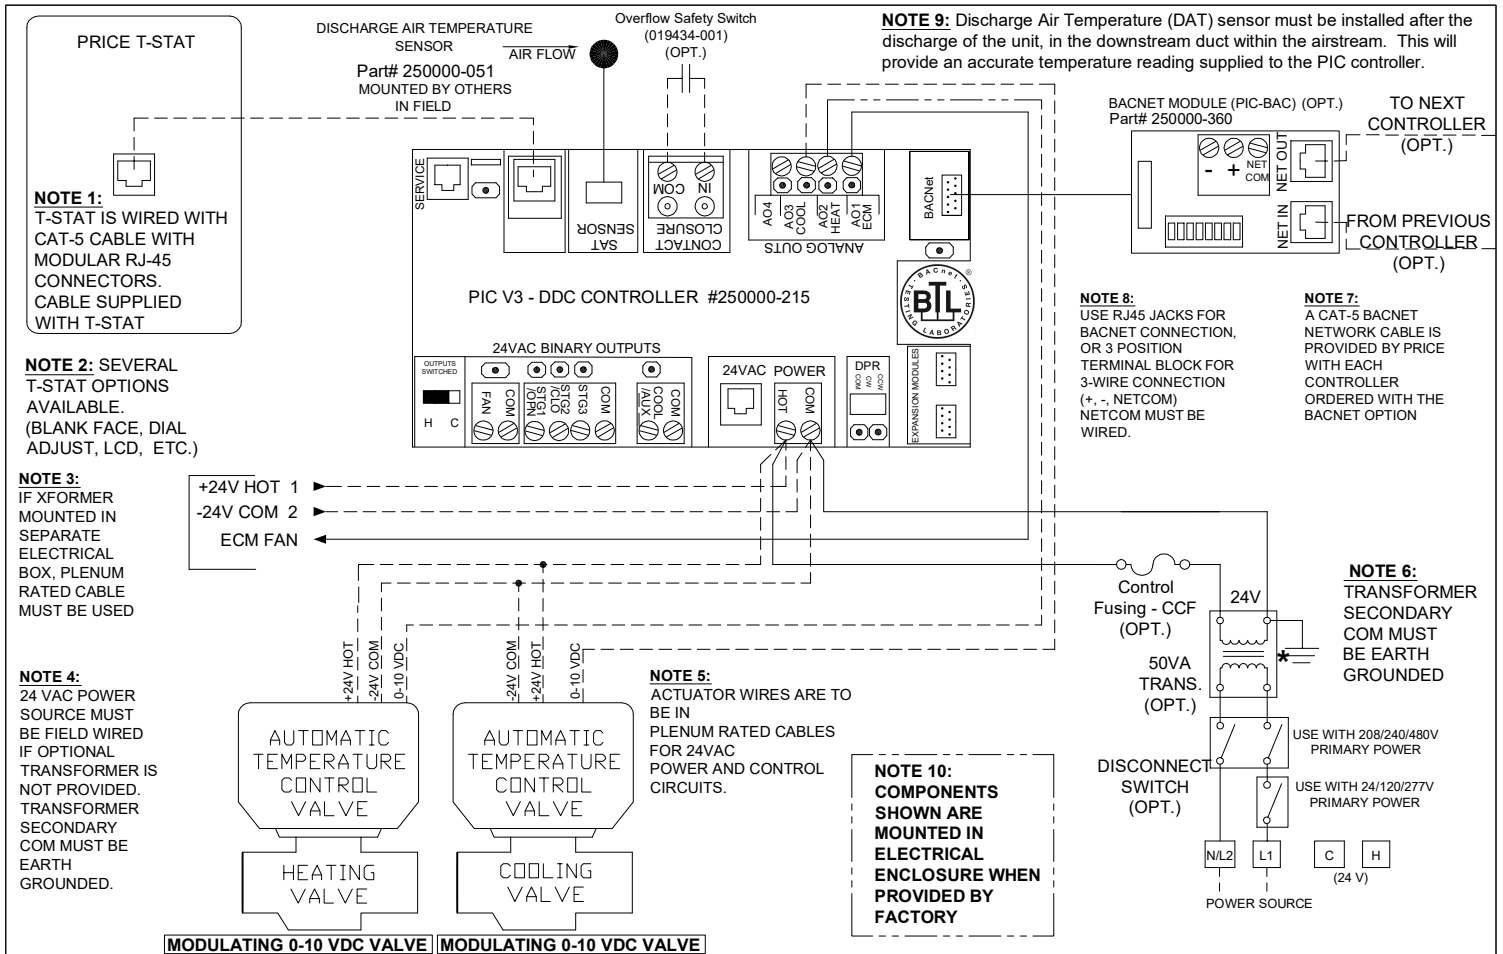 PRICE T-STAT
NOTE 1:
T-STAT IS WIRED WITH
CAT-5 CABLE WITH
MODULAR RJ-45
CONNECTORS.
CABLE SUPPLIED
WITH T-STAT
DISCHARGE AIR TEMPERATURE
SENSOR
Part# 250000-051
MOUNTED BY OTHERS
IN FIELD
AIR FLOW
Overflow Safety Switch
(019434-001)
(OPT.)
NOTE 9: Discharge Air Temperature (DAT) sensor must be installed after the
discharge of the unit, in the downstream duct within the airstream. This will
provide an accurate temperature reading supplied to the PIC controller.
BACNET MODULE (PIC-BAC) (OPT.)
Part# 250000-360
TO NEXT
CONTROLLER
(OPT.)
- + NET
COM
NET OUT
NET IN
FROM PREVIOUS
CONTROLLER
(OPT.)
SERVICE
SAT
SENSOR
COM
IN
CONTACT
CLOSURE
AO4
AO3
COOL
AO2
HEAT
AO1
ECM
ANALOG OUTS
BACNet
PIC V3 - DDC CONTROLLER #250000-215
BACnet
BTL
®
TESTING LABORATORIES
24VAC BINARY OUTPUTS
OUTPUTS
SWITCHED
H C
FAN
COM
STG1
/OPN
STG2
/CLO
STG3
COM
COOL
/AUX
COM
24VAC POWER
HOT
COM
DPR
COM
CW
CCW
EXPANSION MODULES
NOTE 8:
USE RJ45 JACKS FOR
BACNET CONNECTION,
OR 3 POSITION
TERMINAL BLOCK FOR
3-WIRE CONNECTION
(+, -, NETCOM)
NETCOM MUST BE
WIRED.
NOTE 7:
A CAT-5 BACNET
NETWORK CABLE IS
PROVIDED BY PRICE
WITH EACH
CONTROLLER
ORDERED WITH THE
BACNET OPTION
NOTE 2: SEVERAL
T-STAT OPTIONS
AVAILABLE.
(BLANK FACE, DIAL
ADJUST, LCD, ETC.)
NOTE 3:
IF XFORMER
MOUNTED IN
SEPARATE
ELECTRICAL
BOX, PLENUM
RATED CABLE
MUST BE USED
+24V HOT 1
-24V COM 2
ECM FAN
NOTE 4:
24 VAC POWER
SOURCE MUST
BE FIELD WIRED
IF OPTIONAL
TRANSFORMER IS
NOT PROVIDED.
TRANSFORMER
SECONDARY
COM MUST BE
EARTH
GROUNDED.
+24V HOT
-24V COM
0-10 VDC
-24V COM
+24V HOT
0-10 VDC
AUTOMATIC
TEMPERATURE
CONTROL
VALVE
HEATING
VALVE
MODULATING 0-10 VDC VALVE
AUTOMATIC
TEMPERATURE
CONTROL
VALVE
COOLING
VALVE
MODULATING 0-10 VDC VALVE
NOTE 5:
ACTUATOR WIRES ARE TO
BE IN
PLENUM RATED CABLES
FOR 24VAC
POWER AND CONTROL
CIRCUITS.
NOTE 10:
COMPONENTS
SHOWN ARE
MOUNTED IN
ELECTRICAL
ENCLOSURE WHEN
PROVIDED BY
FACTORY
Control
Fusing - CCF
(OPT.)
24V
50VA
TRANS.
(OPT.)
*
NOTE 6:
TRANSFORMER
SECONDARY
COM MUST
BE EARTH
GROUNDED
DISCONNECT
SWITCH
(OPT.)
USE WITH 208/240/480V
PRIMARY POWER
USE WITH 24/120/277V
PRIMARY POWER
N/L2
L1
C
H
(24 V)
POWER SOURCE